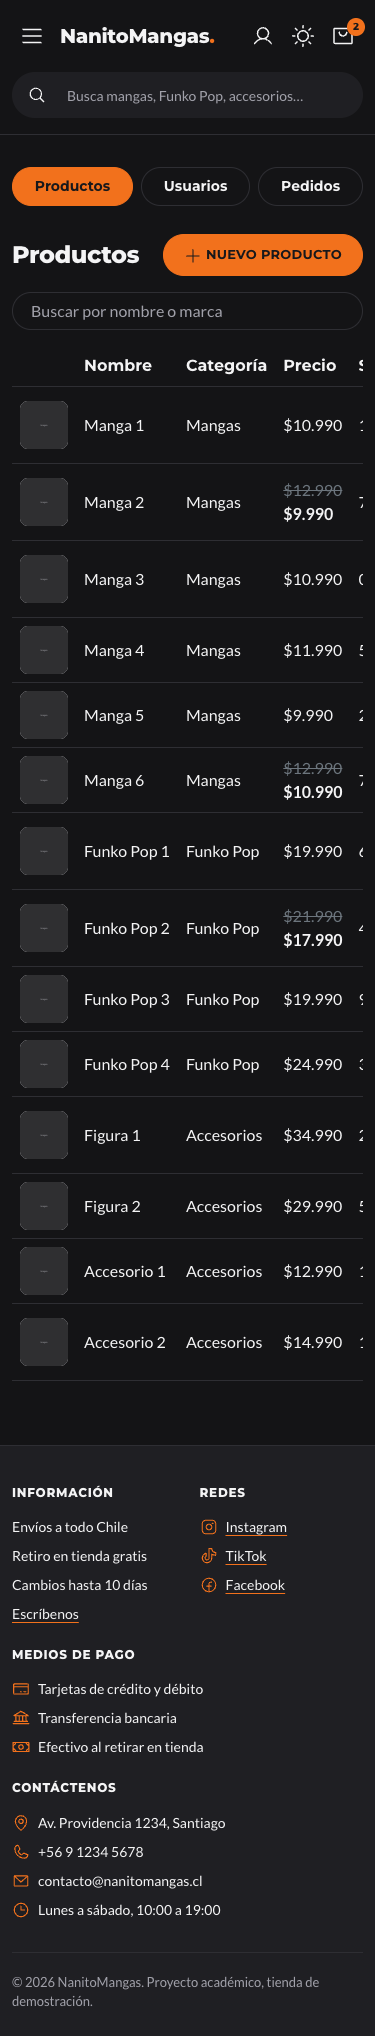 NanitoMangas.
2
Busca mangas, Funko Pop, accesorios...
Productos Usuarios Pedidos
Productos
NUEVO PRODUCTO
Buscar por nombre o marca
Nombre Categoría Precio
Manga 1 Mangas $10.990
Manga 2 Mangas $12.990 $9.990
Manga 3 Mangas $10.990
Manga 4 Mangas $11.990
Manga 5 Mangas $9.990
Manga 6 Mangas $12.990 $10.990
Funko Pop 1 Funko Pop $19.990
Funko Pop 2 Funko Pop $21.990 $17.990
Funko Pop 3 Funko Pop $19.990
Funko Pop 4 Funko Pop $24.990
Figura 1 Accesorios $34.990
Figura 2 Accesorios $29.990
Accesorio 1 Accesorios $12.990
Accesorio 2 Accesorios $14.990
INFORMACIÓN
Envíos a todo Chile
Retiro en tienda gratis
Cambios hasta 10 días
Escríbenos
REDES
Instagram
TikTok
Facebook
MEDIOS DE PAGO
Tarjetas de crédito y débito
Transferencia bancaria
Efectivo al retirar en tienda
CONTÁCTENOS
Av. Providencia 1234, Santiago
+56 9 1234 5678
contacto@nanitomangas.cl
Lunes a sábado, 10:00 a 19:00
© 2026 NanitoMangas. Proyecto académico, tienda de
demostración.